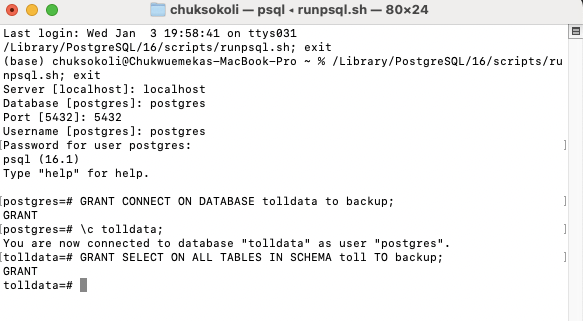 chuksokoli — psql ◂ runpsql.sh — 80×24
Last login: Wed Jan  3 19:58:41 on ttys031
/Library/PostgreSQL/16/scripts/runpsql.sh; exit
(base) chuksokoli@Chukwuemekas-MacBook-Pro ~ % /Library/PostgreSQL/16/scripts/ru
npsql.sh; exit
Server [localhost]: localhost
Database [postgres]: postgres
Port [5432]: 5432
Username [postgres]: postgres
[Password for user postgres: ]
psql (16.1)
Type "help" for help.
[postgres=# GRANT CONNECT ON DATABASE tolldata to backup; ]
GRANT
[postgres=# \c tolldata; ]
You are now connected to database "tolldata" as user "postgres".
[tolldata=# GRANT SELECT ON ALL TABLES IN SCHEMA toll TO backup; ]
GRANT
tolldata=#